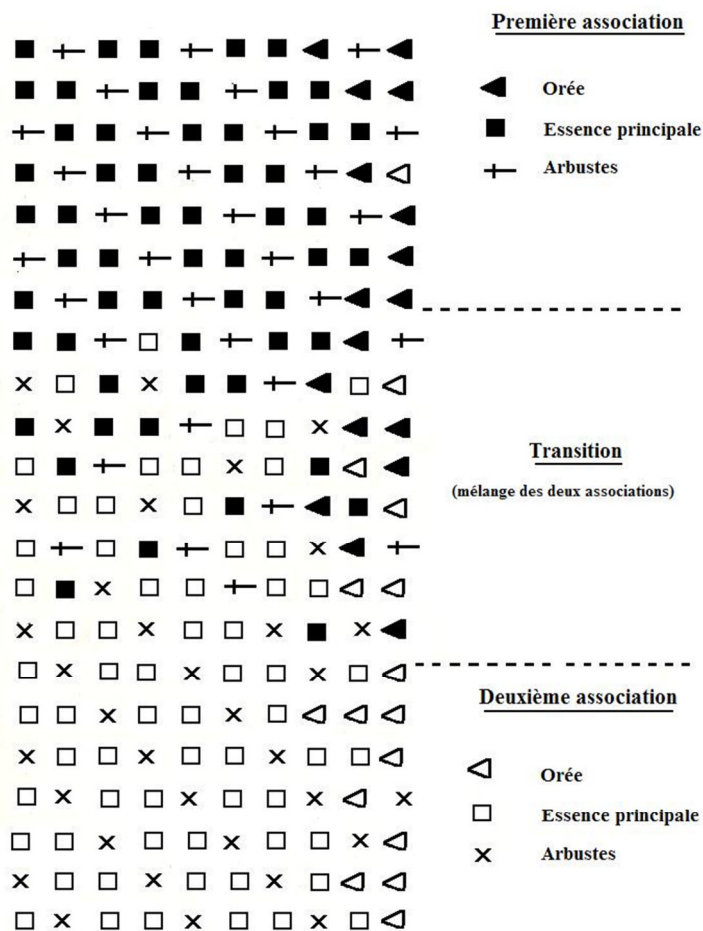 Première association
Orée
Essence principale
Arbustes
Transition
(mélange des deux associations)
Deuxième association
Orée
Essence principale
Arbustes